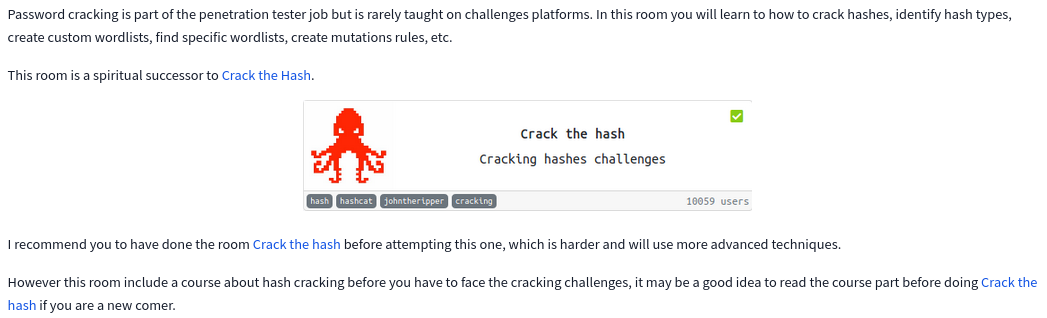 Password cracking is part of the penetration tester job but is rarely taught on challenges platforms. In this room you will learn to how to crack hashes, identify hash types,
create custom wordlists, find specific wordlists, create mutations rules, etc.
This room is a spiritual successor to Crack the Hash.
Crack the hash
Cracking hashes challenges
hash hashcat johntheripper cracking 10059 users
I recommend you to have done the room Crack the hash before attempting this one, which is harder and will use more advanced techniques.
However this room include a course about hash cracking before you have to face the cracking challenges, it may be a good idea to read the course part before doing Crack the
hash if you are a new comer.